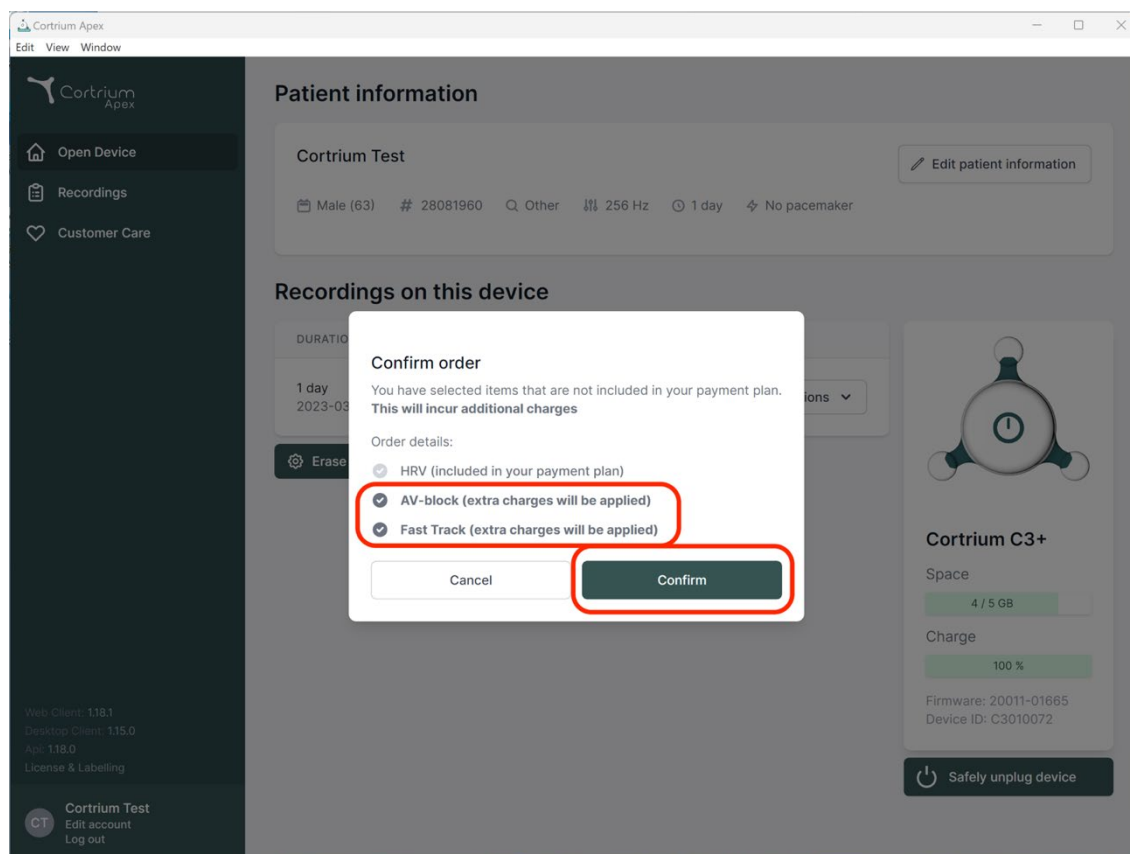 Cortrium Apex
Edit View Window
Cortrium
Apex
Open Device
Recordings
Customer Care
Patient information
Cortrium Test
Edit patient information
Male (63) # 28081960 Other 256 Hz 1 day No pacemaker
Recordings on this device
DURATIO
1 day
2023-03
ions
Erase
Confirm order
You have selected items that are not included in your payment plan.
This will incur additional charges
Order details:
HRV (included in your payment plan)
AV-block (extra charges will be applied)
Fast Track (extra charges will be applied)
Cancel Confirm
Cortrium C3+
Space
4 / 5 GB
Charge
100 %
Firmware: 20011-01665
Device ID: C3010072
Safely unplug device
Web Client: 1.18.1
Desktop Client: 1.15.0
Api: 1.18.0
License & Labelling
CT
Cortrium Test
Edit account
Log out